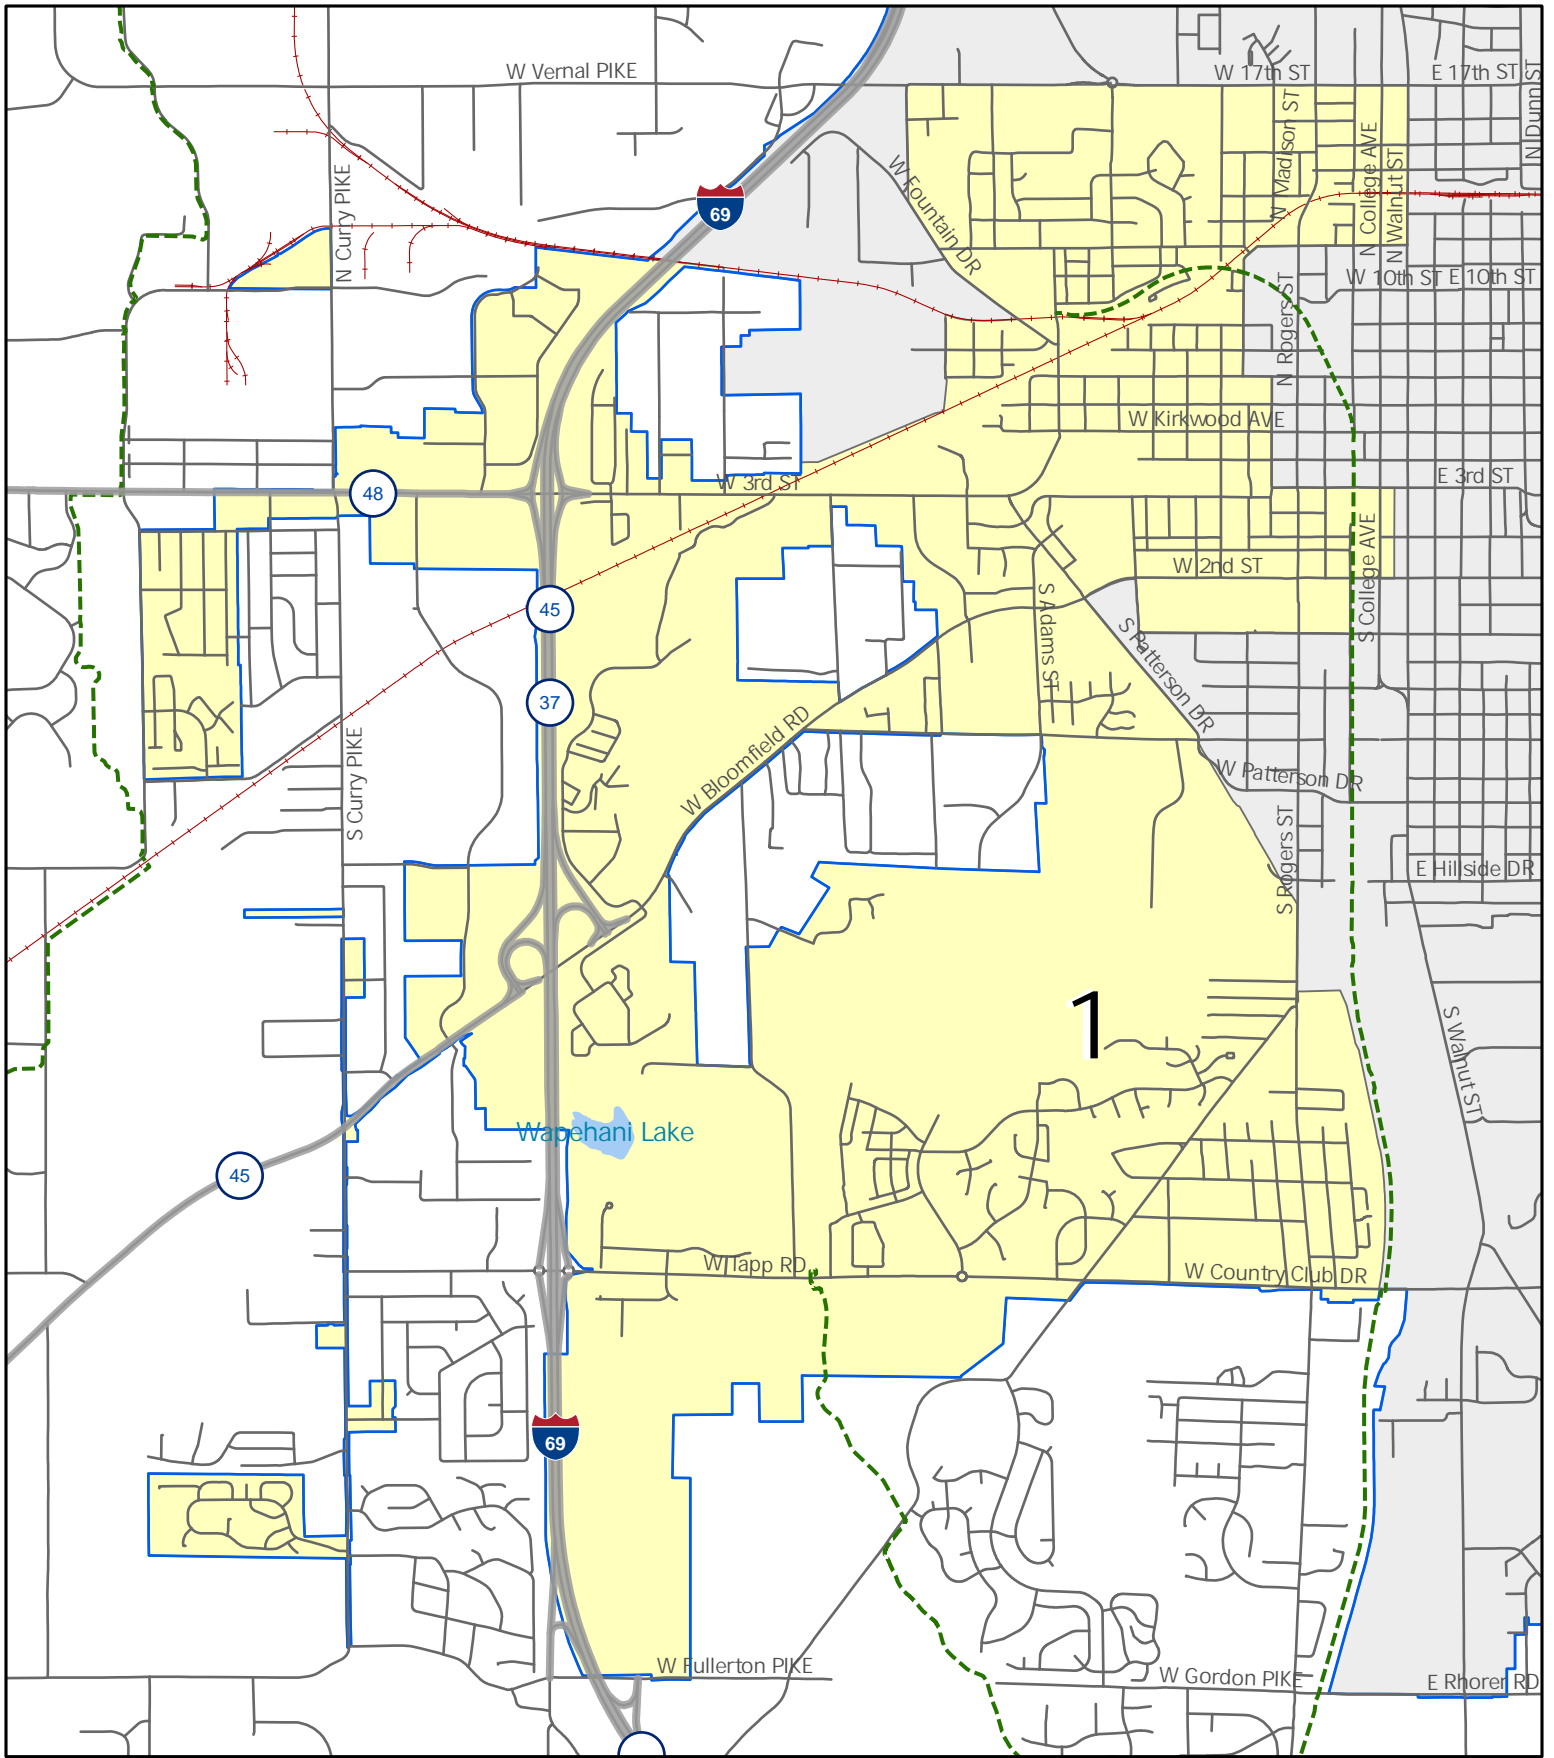 W Vernal PIKE
W 17th ST
E 17th ST
N Dunn ST
N Madison ST
N College AVE
N Walnut ST
W Fountain DR
N Curry PIKE
69
W 10th ST
E 10th ST
N Rogers ST
W Kirkwood AVE
48
W 3rd ST
E 3rd ST
W 2nd ST
S College AVE
45
S Adams ST
S Patterson DR
37
W Bloomfield RD
W Patterson DR
S Curry PIKE
S Rogers ST
E Hillside DR
1
S Walnut ST
Wapehani Lake
45
W Tapp RD
W Country Club DR
69
W Fullerton PIKE
W Gordon PIKE
E Rhorer RD